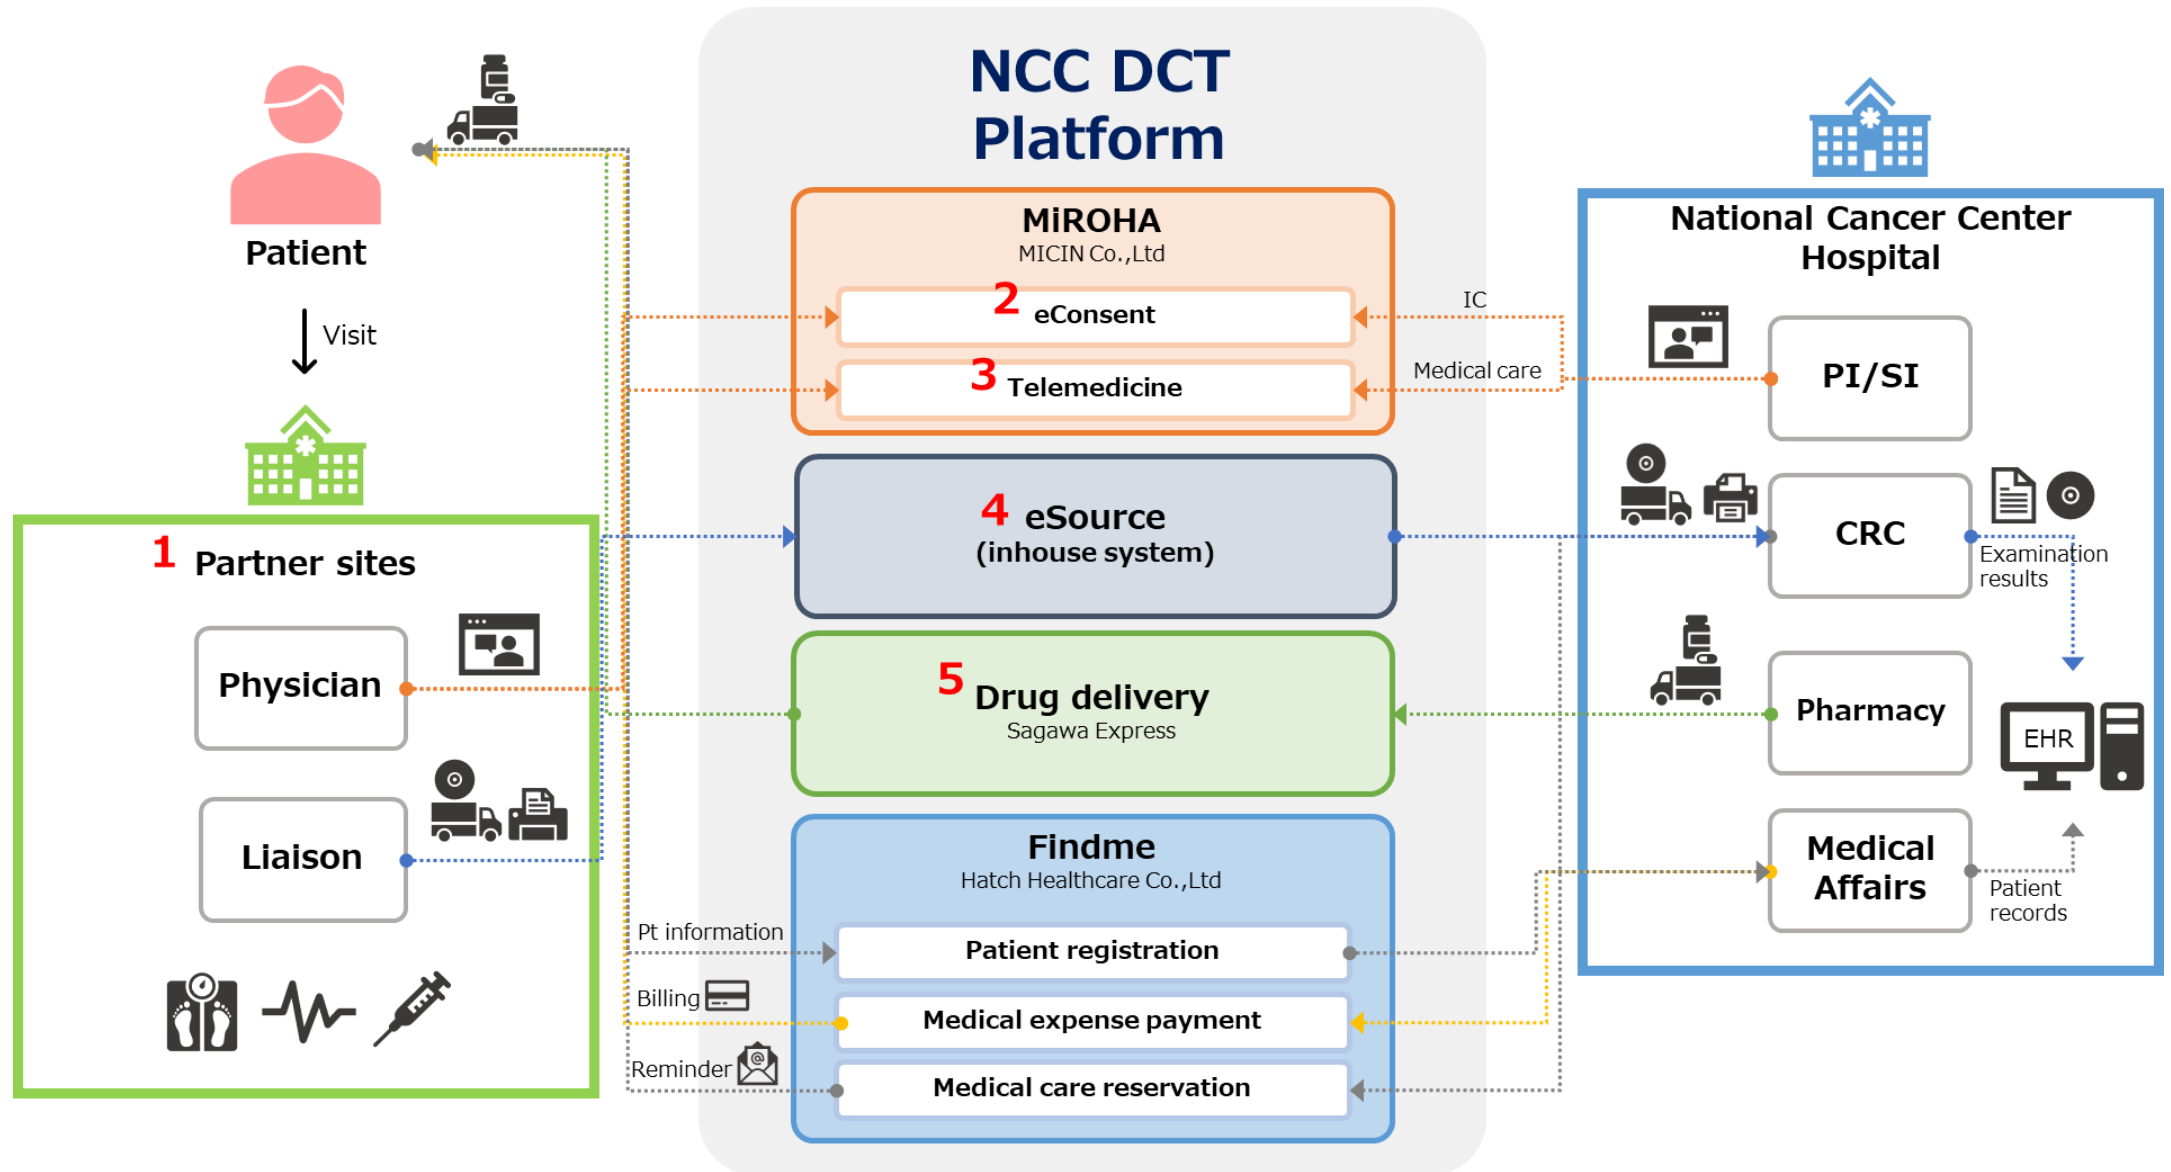 NCC DCT
Platform
Patient
Visit
1 Partner sites
Physician
Liaison
MiROHA
MICIN Co.,Ltd
2 eConsent
3 Telemedicine
4 eSource
(inhouse system)
5 Drug delivery
Sagawa Express
Findme
Hatch Healthcare Co.,Ltd
Pt information
Patient registration
Billing
Medical expense payment
Reminder
@
Medical care reservation
IC
Medical care
National Cancer Center
Hospital
PI/SI
CRC
Examination
results
Pharmacy
EHR
Medical
Affairs
Patient
records